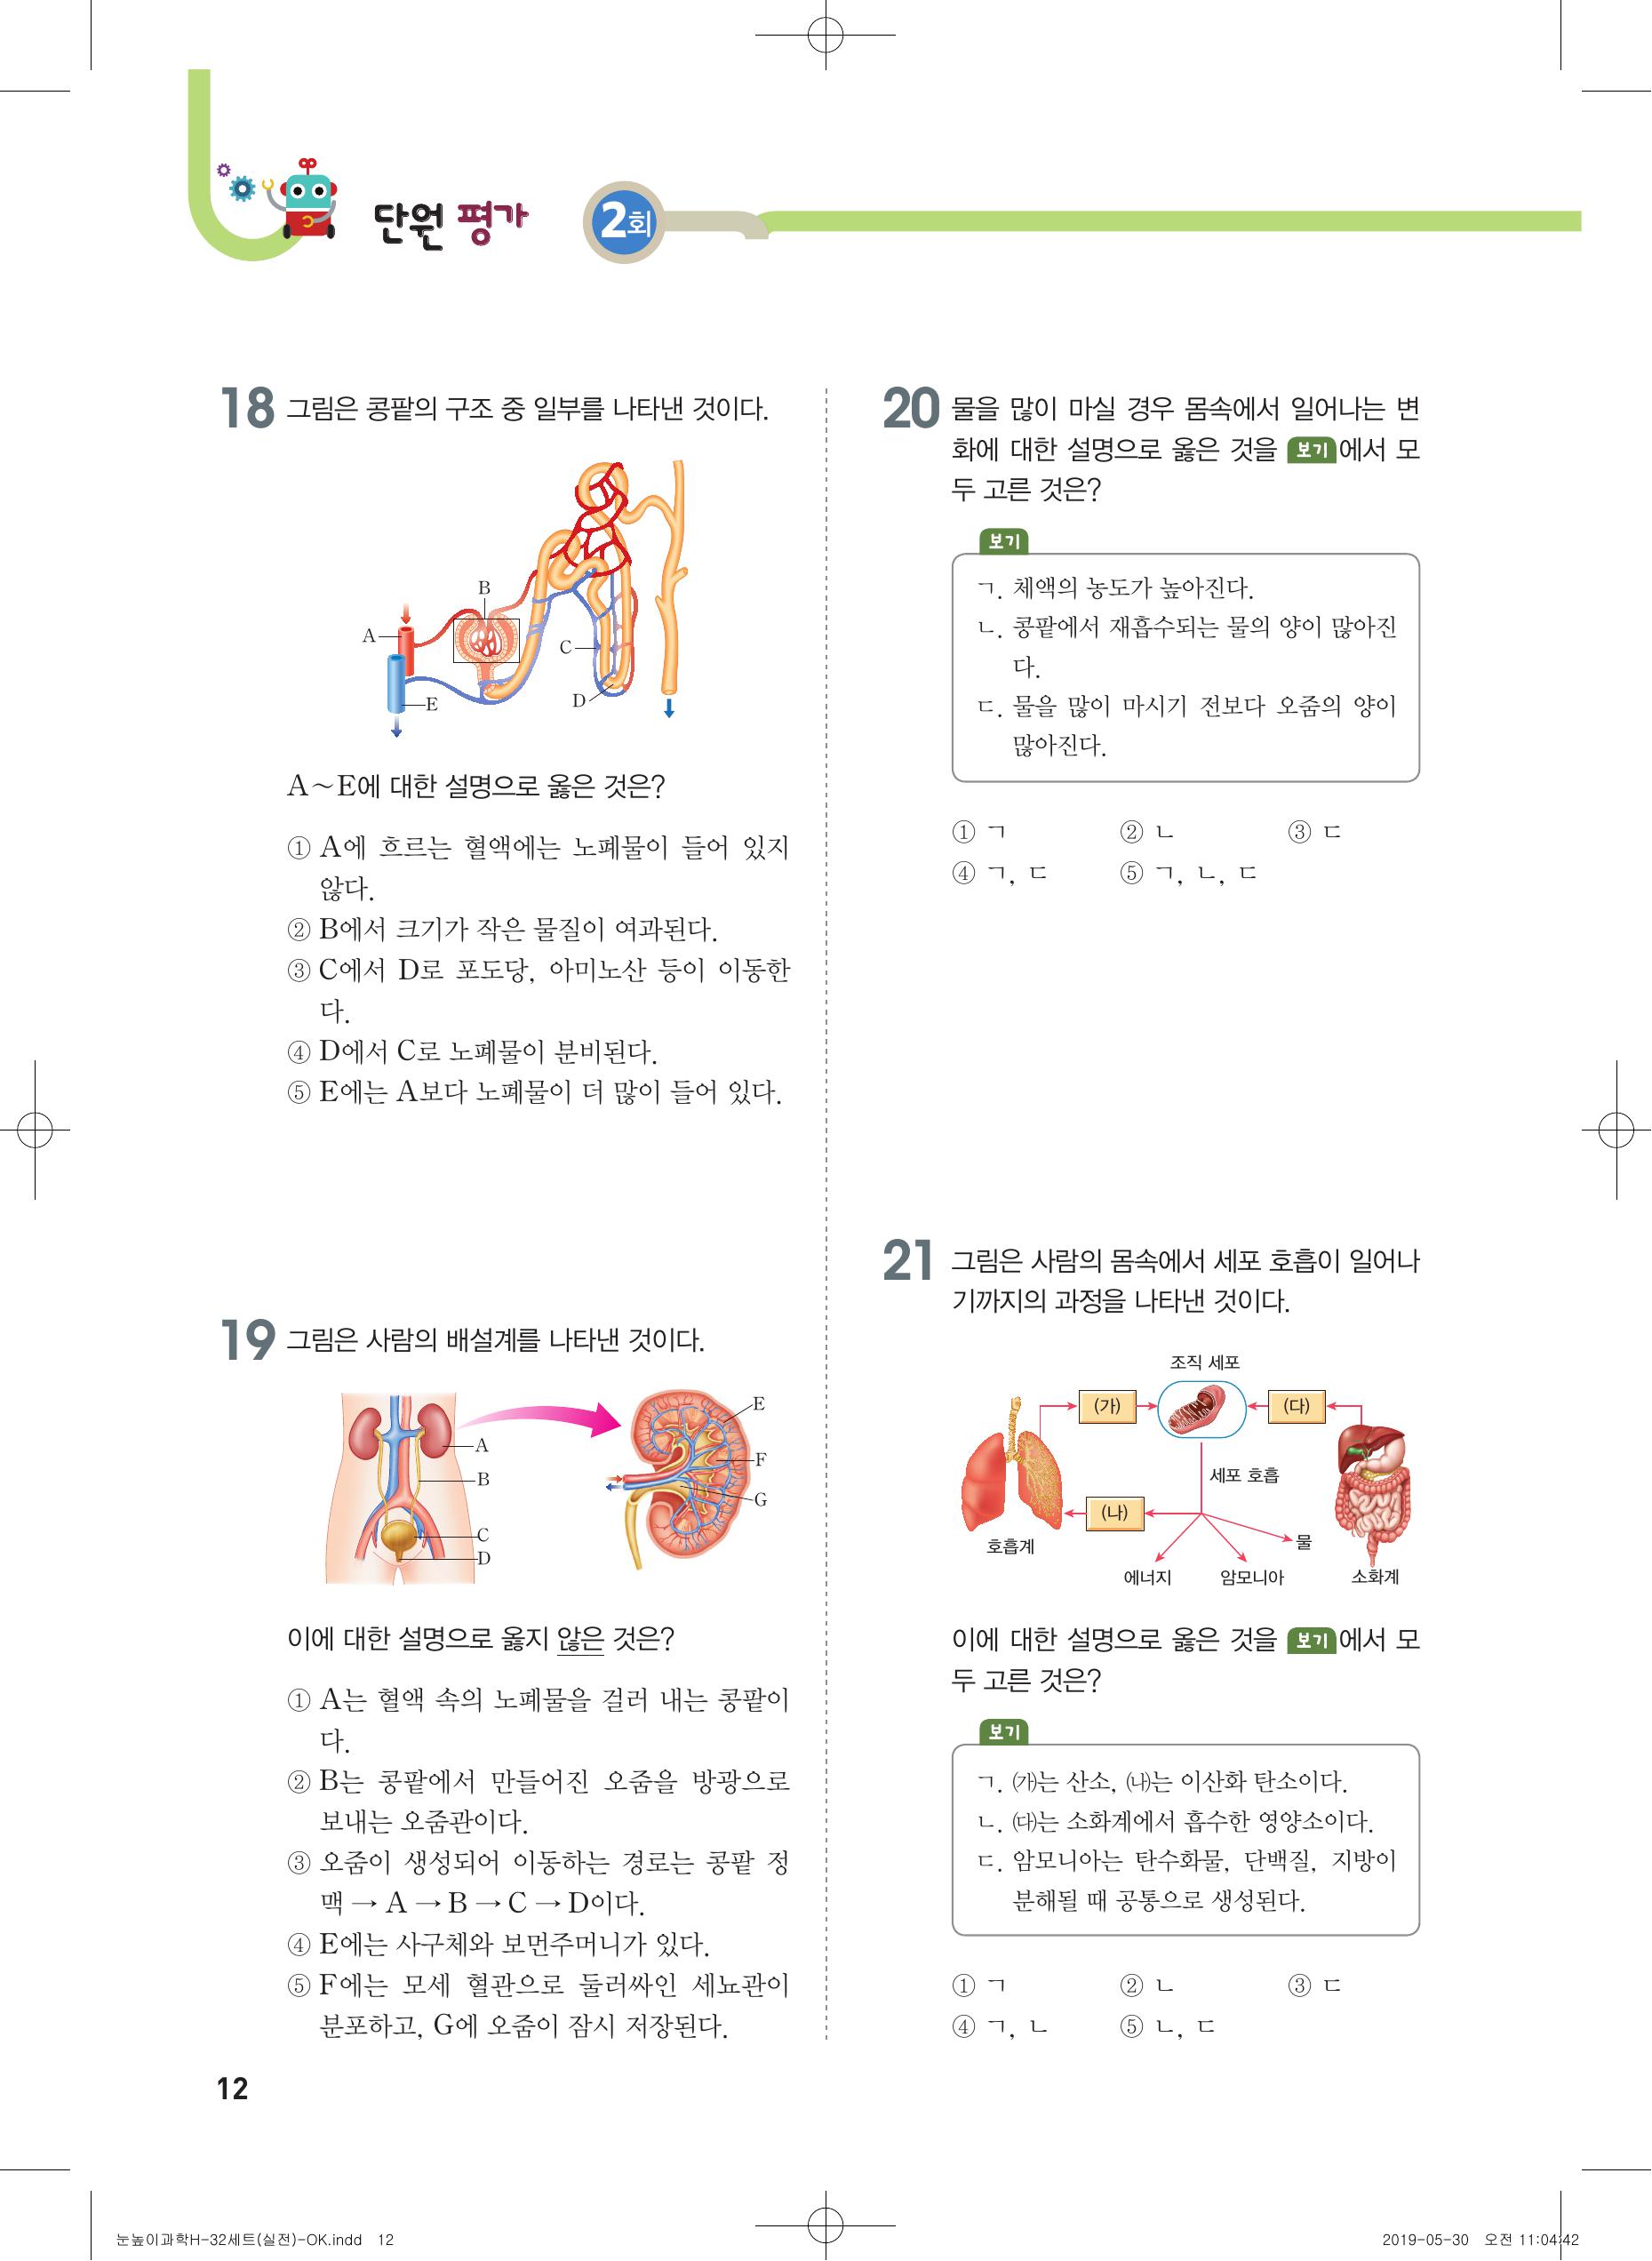 단원 평가 2회
18 그림은 콩팥의 구조 중 일부를 나타낸 것이다.
B
A
C
D
E
A~E에 대한 설명으로 옳은 것은?
① A에 흐르는 혈액에는 노폐물이 들어 있지
않다.
② B에서 크기가 작은 물질이 여과된다.
③ C에서 D로 포도당, 아미노산 등이 이동한
다.
④ D에서 C로 노폐물이 분비된다.
⑤ E에는 A보다 노폐물이 더 많이 들어 있다.
19 그림은 사람의 배설계를 나타낸 것이다.
A
B
C
D
E
F
G
이에 대한 설명으로 옳지 않은 것은?
① A는 혈액 속의 노폐물을 걸러 내는 콩팥이
다.
② B는 콩팥에서 만들어진 오줌을 방광으로
보내는 오줌관이다.
③ 오줌이 생성되어 이동하는 경로는 콩팥 정
맥 → A → B → C → D이다.
④ E에는 사구체와 보먼주머니가 있다.
⑤ F에는 모세 혈관으로 둘러싸인 세뇨관이
분포하고, G에 오줌이 잠시 저장된다.
20 물을 많이 마실 경우 몸속에서 일어나는 변
화에 대한 설명으로 옳은 것을 보기 에서 모
두 고른 것은?
보기
ㄱ. 체액의 농도가 높아진다.
ㄴ. 콩팥에서 재흡수되는 물의 양이 많아진
다.
ㄷ. 물을 많이 마시기 전보다 오줌의 양이
많아진다.
① ㄱ ② ㄴ ③ ㄷ
④ ㄱ, ㄷ ⑤ ㄱ, ㄴ, ㄷ
21 그림은 사람의 몸속에서 세포 호흡이 일어나
기까지의 과정을 나타낸 것이다.
조직 세포
(가) (다)
세포 호흡
(나)
호흡계
물
에너지 암모니아 소화계
이에 대한 설명으로 옳은 것을 보기 에서 모
두 고른 것은?
보기
ㄱ. ㈎는 산소, ㈏는 이산화 탄소이다.
ㄴ. ㈐는 소화계에서 흡수한 영양소이다.
ㄷ. 암모니아는 탄수화물, 단백질, 지방이
분해될 때 공통으로 생성된다.
① ㄱ ② ㄴ ③ ㄷ
④ ㄱ, ㄴ ⑤ ㄴ, ㄷ
12
눈높이과학H-32세트(실전)-OK.indd 12
2019-05-30 오전 11:04:42